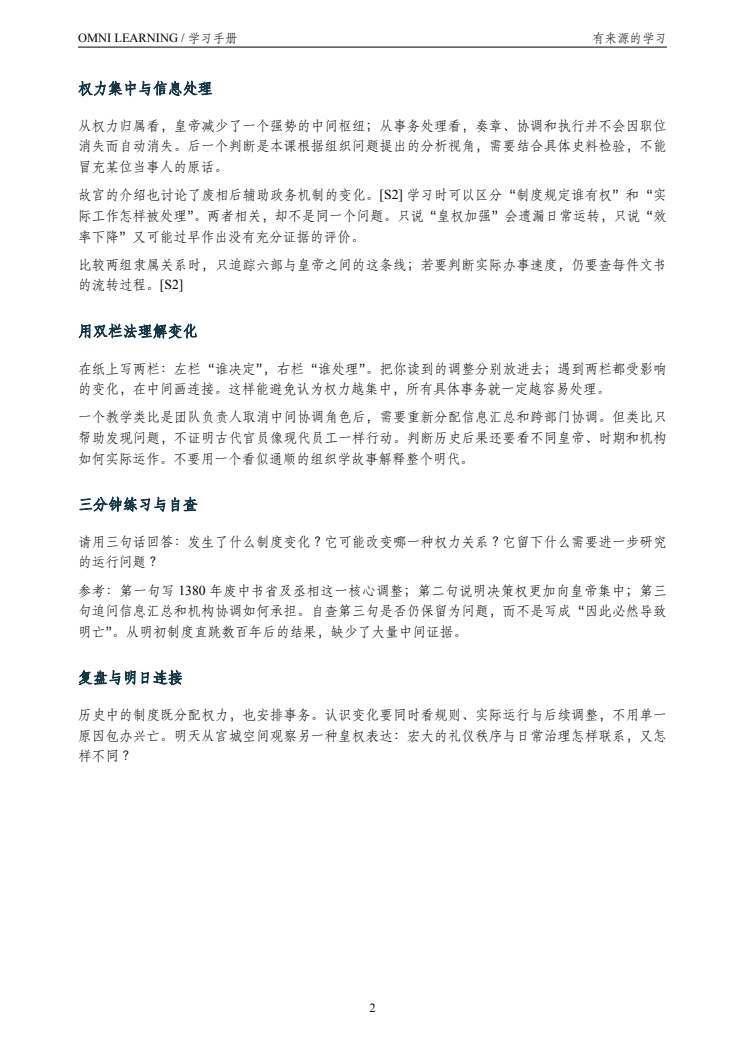 OMNI LEARNING / 学习手册
有来源的学习
权力集中与信息处理
从权力归属看，皇帝减少了一个强势的中间枢纽；从事务处理看，奏章、协调和执行并不会因职位
消失而自动消失。后一个判断是本课根据组织问题提出的分析视角，需要结合具体史料检验，不能
冒充某位当事人的原话。
故宫的介绍也讨论了废相后辅助政务机制的变化。[S2] 学习时可以区分“制度规定谁有权”和“实
际工作怎样被处理”。两者相关，却不是同一个问题。只说“皇权加强”会遗漏日常运转，只说“效
率下降”又可能过早作出没有充分证据的评价。
比较两组隶属关系时，只追踪六部与皇帝之间的这条线；若要判断实际办事速度，仍要查每件文书
的流转过程。[S2]
用双栏法理解变化
在纸上写两栏：左栏“谁决定”，右栏“谁处理”。把你读到的调整分别放进去；遇到两栏都受影响
的变化，在中间画连接。这样能避免认为权力越集中，所有具体事务就一定越容易处理。
一个教学类比是团队负责人取消中间协调角色后，需要重新分配信息汇总和跨部门协调。但类比只
帮助发现问题，不证明古代官员像现代员工一样行动。判断历史后果还要看不同皇帝、时期和机构
如何实际运作。不要用一个看似通顺的组织学故事解释整个明代。
三分钟练习与自查
请用三句话回答：发生了什么制度变化？它可能改变哪一种权力关系？它留下什么需要进一步研究
的运行问题？
参考：第一句写 1380 年废中书省及丞相这一核心调整；第二句说明决策权更加向皇帝集中；第三
句追问信息汇总和机构协调如何承担。自查第三句是否仍保留为问题，而不是写成“因此必然导致
明亡”。从明初制度直跳数百年后的结果，缺少了大量中间证据。
复盘与明日连接
历史中的制度既分配权力，也安排事务。认识变化要同时看规则、实际运行与后续调整，不用单一
原因包办兴亡。明天从宫城空间观察另一种皇权表达：宏大的礼仪秩序与日常治理怎样联系，又怎
样不同？
2